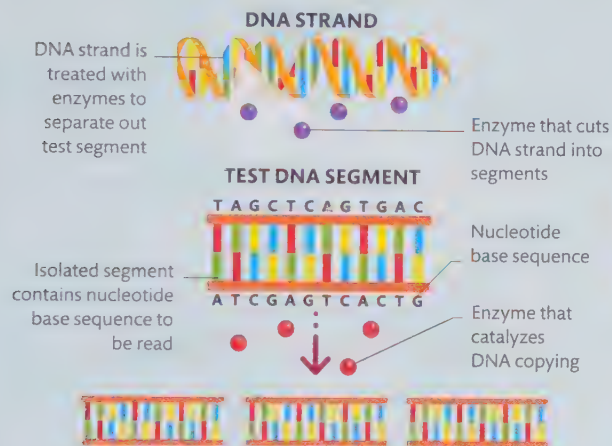 DNA STRAND
DNA strand is
treated with
enzymes to
separate out
test segment
Enzyme that cuts
DNA strand into
segments
TEST DNA SEGMENT
T A G C T C A G T G A C
Nucleotide
base sequence
Isolated segment
contains nucleotide
base sequence to
be read
A T C G A G T C A C T G
Enzyme that
catalyzes
DNA copying